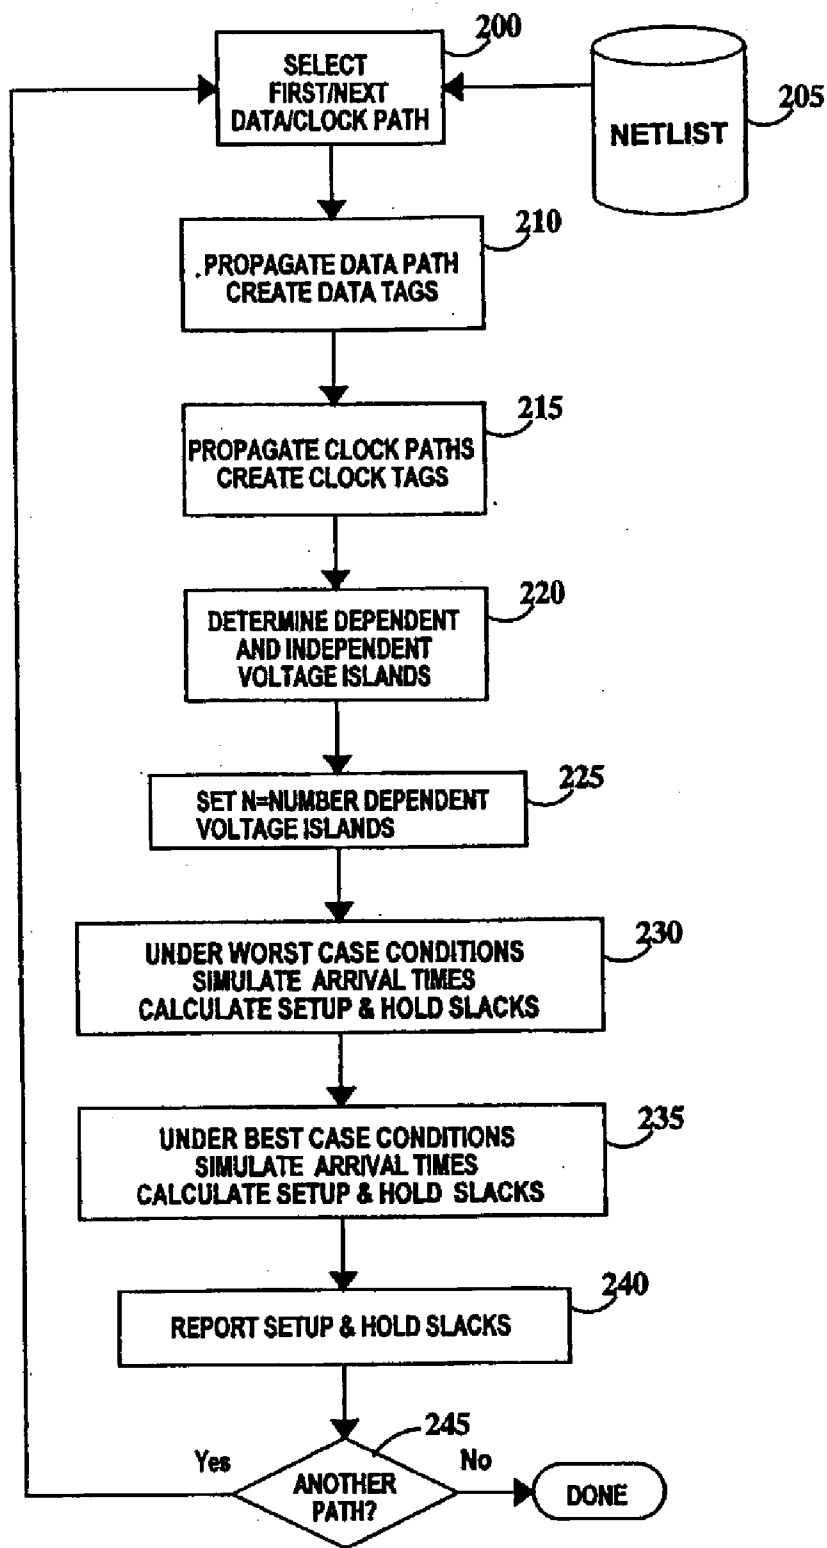 200
SELECT
FIRST/NEXT
DATA/CLOCK PATH
NETLIST
205
210
PROPAGATE DATA PATH
CREATE DATA TAGS
215
PROPAGATE CLOCK PATHS
CREATE CLOCK TAGS
220
DETERMINE DEPENDENT
AND INDEPENDENT
VOLTAGE ISLANDS
225
SET N=NUMBER DEPENDENT
VOLTAGE ISLANDS
230
UNDER WORST CASE CONDITIONS
SIMULATE ARRIVAL TIMES
CALCULATE SETUP & HOLD SLACKS
235
UNDER BEST CASE CONDITIONS
SIMULATE ARRIVAL TIMES
CALCULATE SETUP & HOLD SLACKS
240
REPORT SETUP & HOLD SLACKS
245
Yes
No
ANOTHER
PATH?
DONE